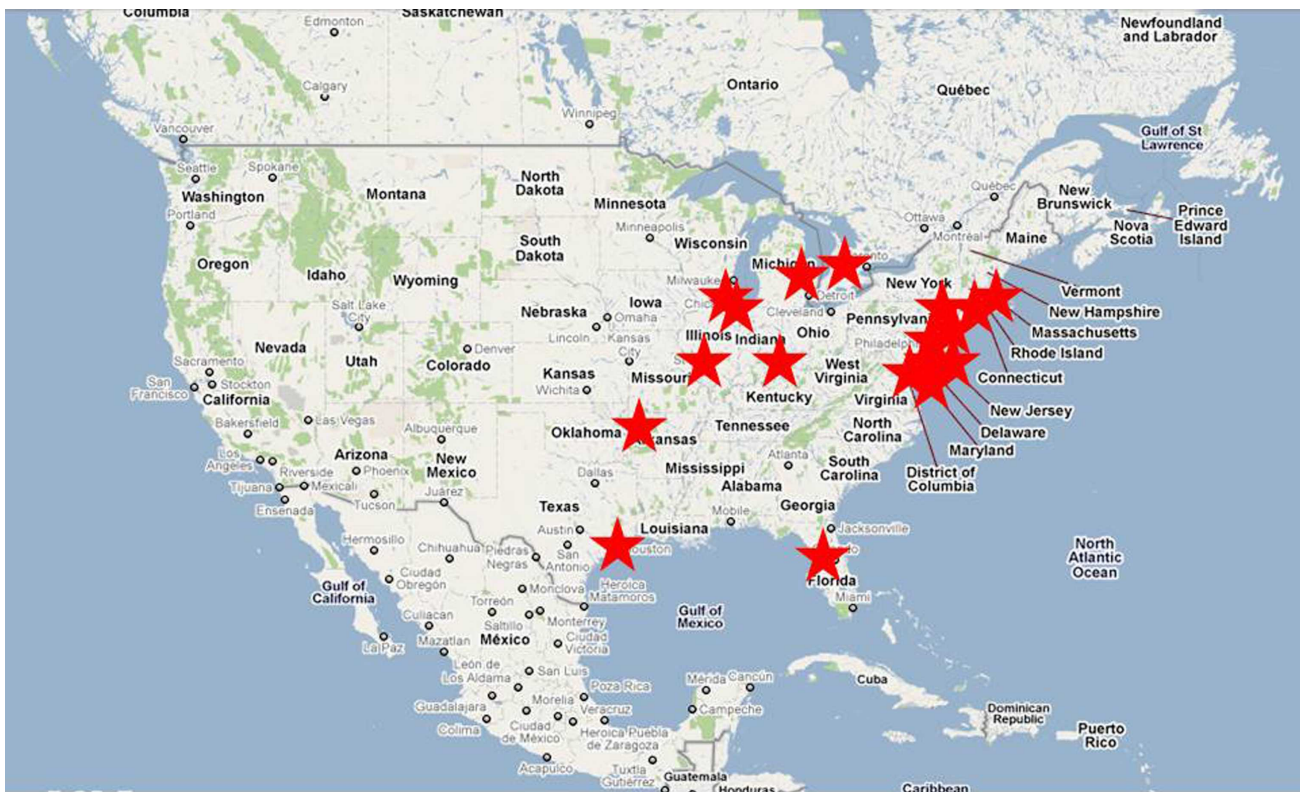 Columbia
Saskatchewan
Edmonton
Newfoundland
and Labrador
Calgary
Ontario
Québec
Winnipeg
Vancouver
Gulf of St
Lawrence
Seattle
Spokane
Washington
Montana
North
Dakota
Minnesota
Québec
New
Brunswick
Prince
Edward
Island
Portland
Ottawa
Montréal
Maine
Nova
Scotia
Minneapolis
Wisconsin
South
Dakota
Oregon
Idaho
Wyoming
Michigan
ronto
Milwauke
New York
Vermont
Salt Lake
City
Nebraska
Iowa
Omaha
Chic
Detroit
Cleveland
Pennsylvani
New Hampshire
Massachusetts
Rhode Island
Connecticut
New Jersey
Delaware
Maryland
District of
Columbia
Lincoln
Kansas
City
Illinois
Indiana
Ohio
Philadelph
Nevada
Utah
Denver
Colorado
Kansas
Missouri
West
Virginia
Virginia
Sacramento
San
Francisco
Stockton
California
Wichita
Kentucky
Las Vegas
Bakersfield
Albuquerque
Oklahoma
Arkansas
Tennessee
North
Carolina
Los
Angeles
Riverside
Arizona
Phoenix
New
Mexico
Dallas
Mississippi
Atlanta
South
Carolina
Alabama
Tijuana
Mexicali
Tucson
Juárez
Ensenada
Texas
Georgia
Mobile
Jacksonville
Austin
Louisiana
Hermosillo
Chihuahua
Piedras
Negras
San
Antonio
ouston
do
Florida
North
Atlantic
Ocean
Gulf of
California
Ciudad
Obregón
Monclova
Heroica
Matamoros
Miami
Torreón
Culiacan
Saltillo
Monterrey
Gulf of
Mexico
La Paz
Mazatlan
México
Ciudad
Victoria
León de
Los Aldama
San Luis
Mérida
Cancún
Cuba
Poza Rica
Guadalajara
Morelia
Veracruz
Campeche
Dominican
Republic
Puerto
Rico
Colima
Ciudad
de México
Heroica Puebla
de Zaragoza
Acapulco
Tuxtla
Gutiérrez
Guatemala
Honduras
Caribbean